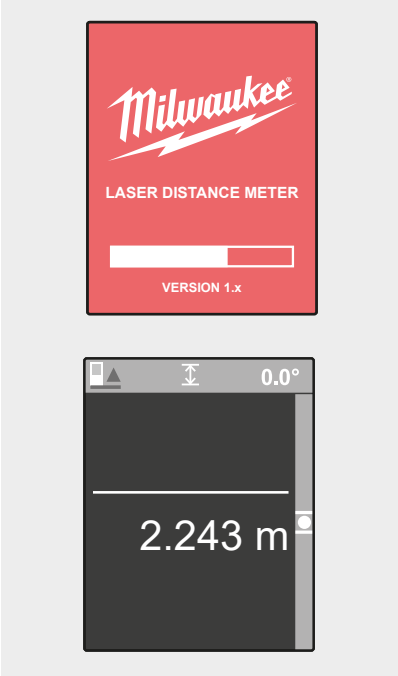 Milwaukee®
LASER DISTANCE METER
VERSION 1.x
0.0°
2.243 m